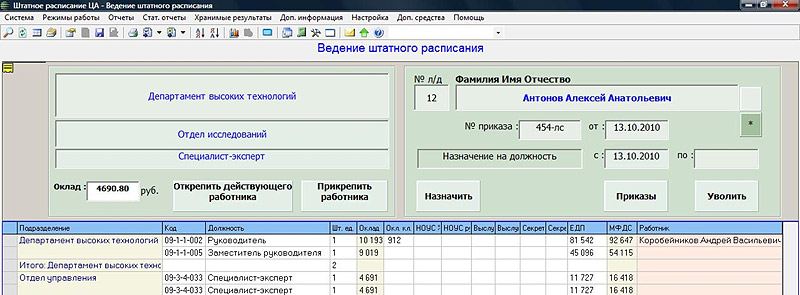 Штатное расписание ЦА - Ведение штатного расписания
Система Режимы работы Отчеты Стат. отчеты Хранимые результаты Доп. информация Настройка Доп. средства Помощь
Ведение штатного расписания
Департамент высоких технологий
Отдел исследований
Специалист-эксперт
Оклад : 4690.80 руб. Открепить действующего работника Прикрепить работника
№ л/д Фамилия Имя Отчество
12 Антонов Алексей Анатольевич
№ приказа : 454-лс от : 13.10.2010 *
Назначение на должность с : 13.10.2010 по :
Назначить Приказы Уволить
Подразделение Код Должность Шт. ед. Оклад Окл. кл. НОУС НОУС ру Выслу Выслу Секрет Секре ЕДП МФДС Работник
Департамент высоких технологий 09-1-1-002 Руководитель 1 10 193 912 81 542 92 647 Коробейников Андрей Васильевич
09-1-1-005 Заместитель руководителя 1 9 019 45 096 54 115
Итого: Департамент высоких техно 2
Отдел управления 09-3-4-033 Специалист-эксперт 1 4 691 11 727 16 418
09-3-4-033 Специалист-эксперт 1 4 691 11 727 16 418